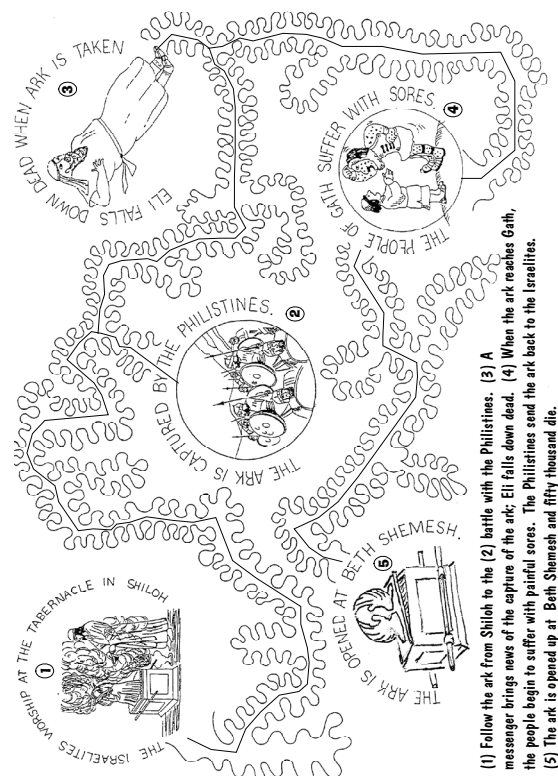 1
THE ISRAELITES WORSHIP AT THE TABERNACLE IN SHILOH
2
THE ARK IS CAPTURED BY THE PHILISTINES.
3
ELI FALLS DOWN DEAD WHEN ARK IS TAKEN
4
THE PEOPLE OF GATH SUFFER WITH SORES.
5
THE ARK IS OPENED AT BETH SHEMESH.
(1) Follow the ark from Shiloh to the (2) battle with the Philistines. (3) A
messenger brings news of the capture of the ark; Eli falls down dead. (4) When the ark reaches Gath,
the people begin to suffer with painful sores. The Philistines send the ark back to the Israelites.
(5) The ark is opened up at Beth Shemesh and fifty thousand die.